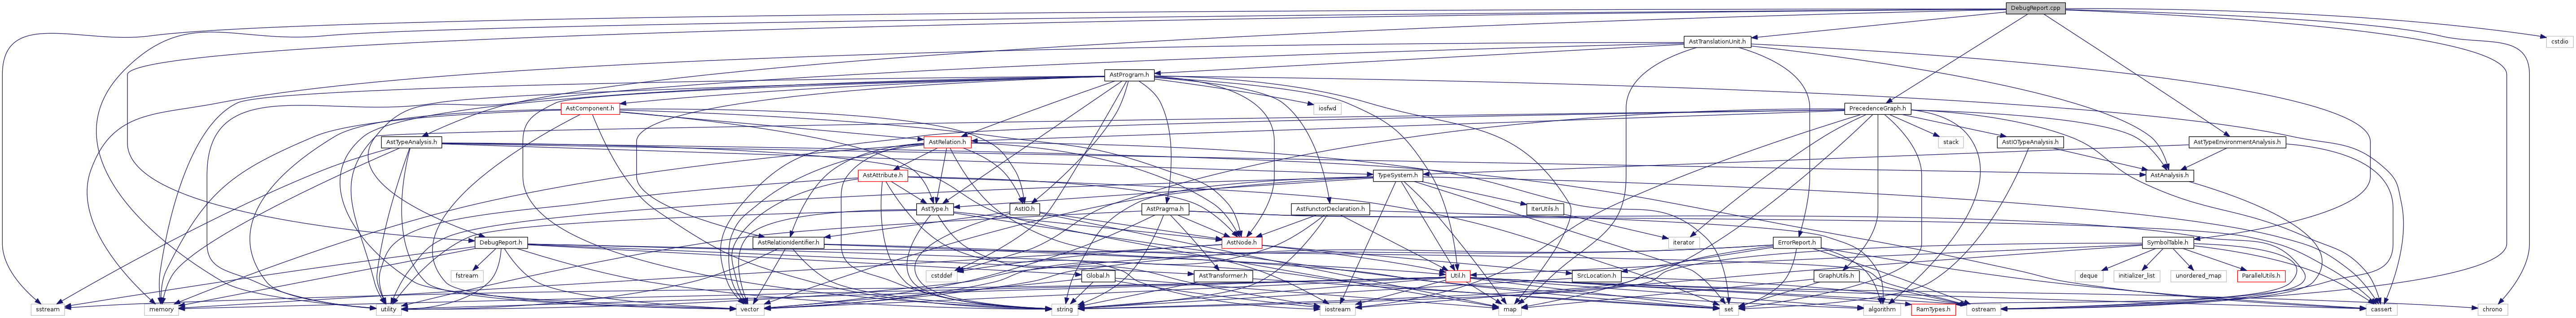 DebugReport.cpp
AstTranslationUnit.h
cstdio
AstProgram.h
AstComponent.h
iosfwd
PrecedenceGraph.h
AstTypeAnalysis.h
AstRelation.h
stack
AstIOTypeAnalysis.h
AstTypeEnvironmentAnalysis.h
AstAttribute.h
TypeSystem.h
AstAnalysis.h
AstType.h
AstIO.h
AstPragma.h
AstFunctorDeclaration.h
IterUtils.h
DebugReport.h
AstRelationIdentifier.h
AstNode.h
iterator
ErrorReport.h
SymbolTable.h
fstream
cstddef
Global.h
AstTransformer.h
Util.h
SrcLocation.h
GraphUtils.h
deque
initializer_list
unordered_map
ParallelUtils.h
sstream
memory
utility
vector
string
iostream
map
set
algorithm
RamTypes.h
ostream
cassert
chrono